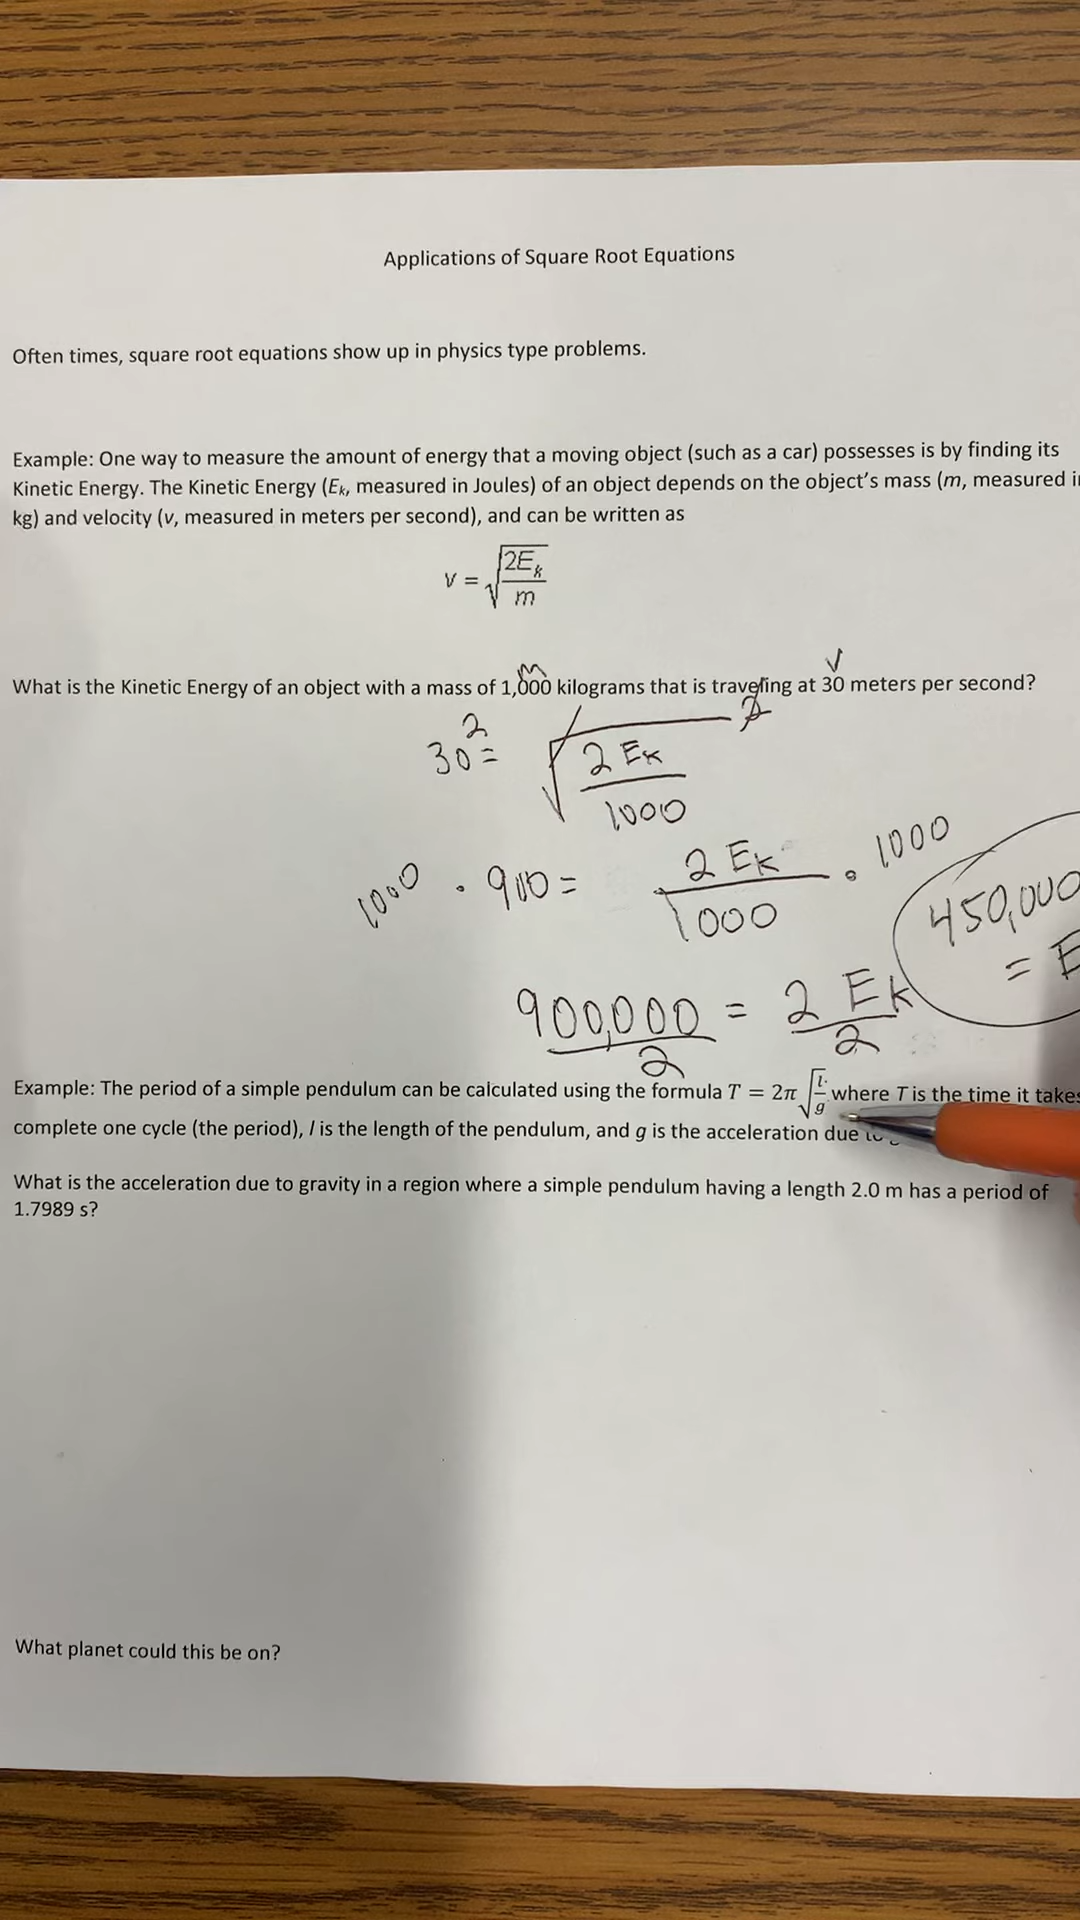 Applications of Square Root Equations
Often times, square root equations show up in physics type problems.
Example: One way to measure the amount of energy that a moving object (such as a car) possesses is by finding its
Kinetic Energy. The Kinetic Energy (Eₖ, measured in Joules) of an object depends on the object's mass (m, measured
kg) and velocity (v, measured in meters per second), and can be written as
v = √(2Eₖ/m)
m v
What is the Kinetic Energy of an object with a mass of 1,000 kilograms that is traveling at 30 meters per second?
30² = √(2 Eₖ/1000)²
1000 · 900 = 2 Eₖ/1000 · 1000
450,000
= E
900,000/2 = 2 Eₖ/2
Example: The period of a simple pendulum can be calculated using the formula T = 2π √(l/g) where T is the time it takes
complete one cycle (the period), l is the length of the pendulum, and g is the acceleration due
What is the acceleration due to gravity in a region where a simple pendulum having a length 2.0 m has a period of
1.7989 s?
What planet could this be on?